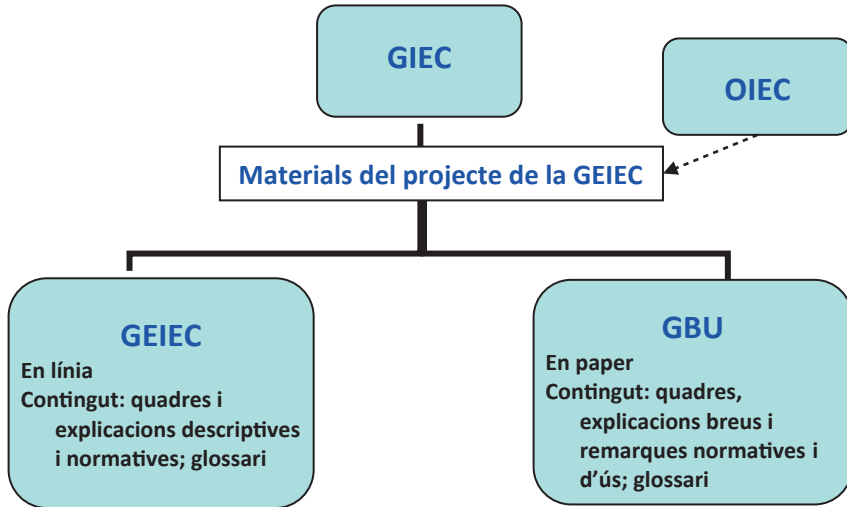 GIEC
OIEC
Materials del projecte de la GEIEC
GEIEC
En línia
Contingut: quadres i
explicacions descriptives
i normatives; glossari
GBU
En paper
Contingut: quadres,
explicacions breus i
remarques normatives i
d’ús; glossari